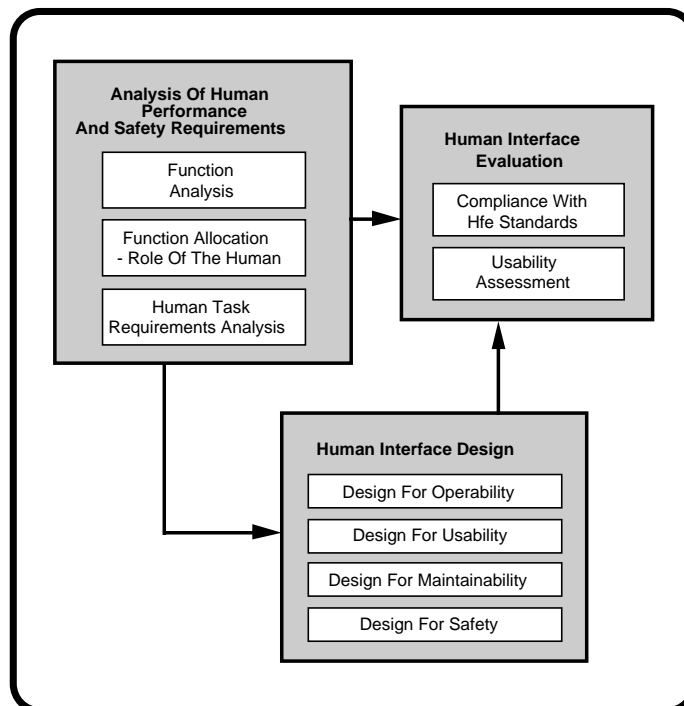 Analysis Of Human
Performance
And Safety Requirements
Function
Analysis
Function Allocation
- Role Of The Human
Human Task
Requirements Analysis
Human Interface
Evaluation
Compliance With
Hfe Standards
Usability
Assessment
Human Interface Design
Design For Operability
Design For Usability
Design For Maintainability
Design For Safety